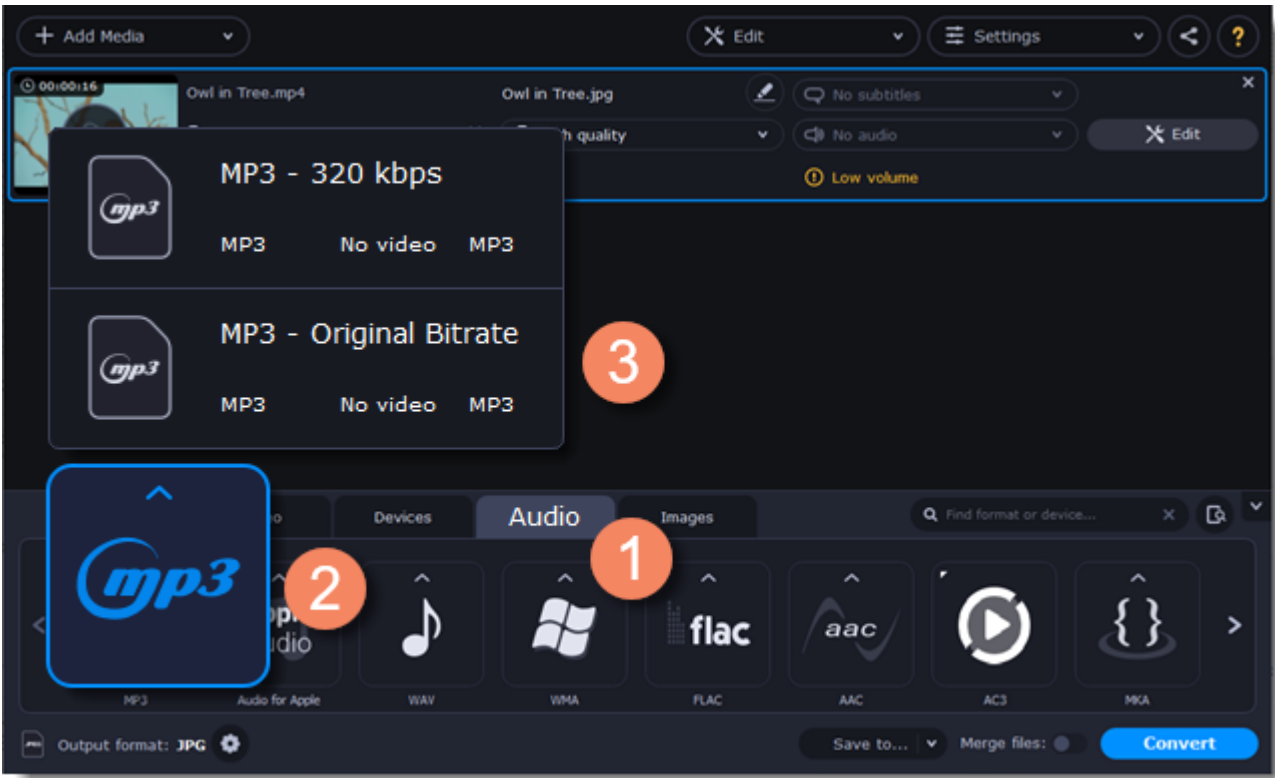 + Add Media
Edit
Settings
?
00:00:16
Owl in Tree.mp4
Owl in Tree.jpg
No subtitles
quality
No audio
Edit
Low volume
MP3 - 320 kbps
mp3
MP3 No video MP3
MP3 - Original Bitrate
mp3
MP3 No video MP3
3
Devices
Audio
Images
Find format or device...
1
mp3
2
flac
aac
{ }
MP3
Audio for Apple
WAV
WMA
FLAC
AAC
AC3
MKA
Output format: JPG
Save to...
Merge files:
Convert